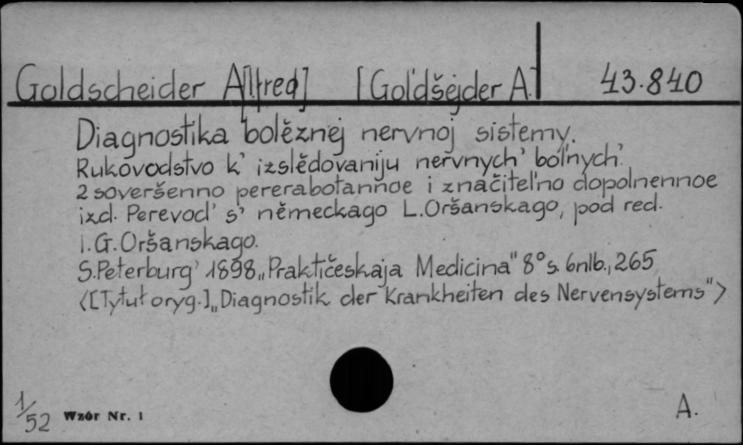 Goldscheider A[lfred] [Gol'dšejder A.] 43.840
Diagnostika bolěznej nervnoj sistemy.
Rukovodstvo k' izslědovaniju nervnych' bol'nych'.
2 soveršenno pererabotannoe i značitel'no dopolnennoe
izd. Perevod' s' německago L.Oršanskago, pod red.
i.G.Oršanskago.
S.Peterburg' 1898 „Praktičeskaja Medicina" 8° s. 6nlb., 265
<[Tytuł oryg.] „Diagnostik der Krankheiten des Nervensystems">
1/52 Wzór Nr. 1 A.